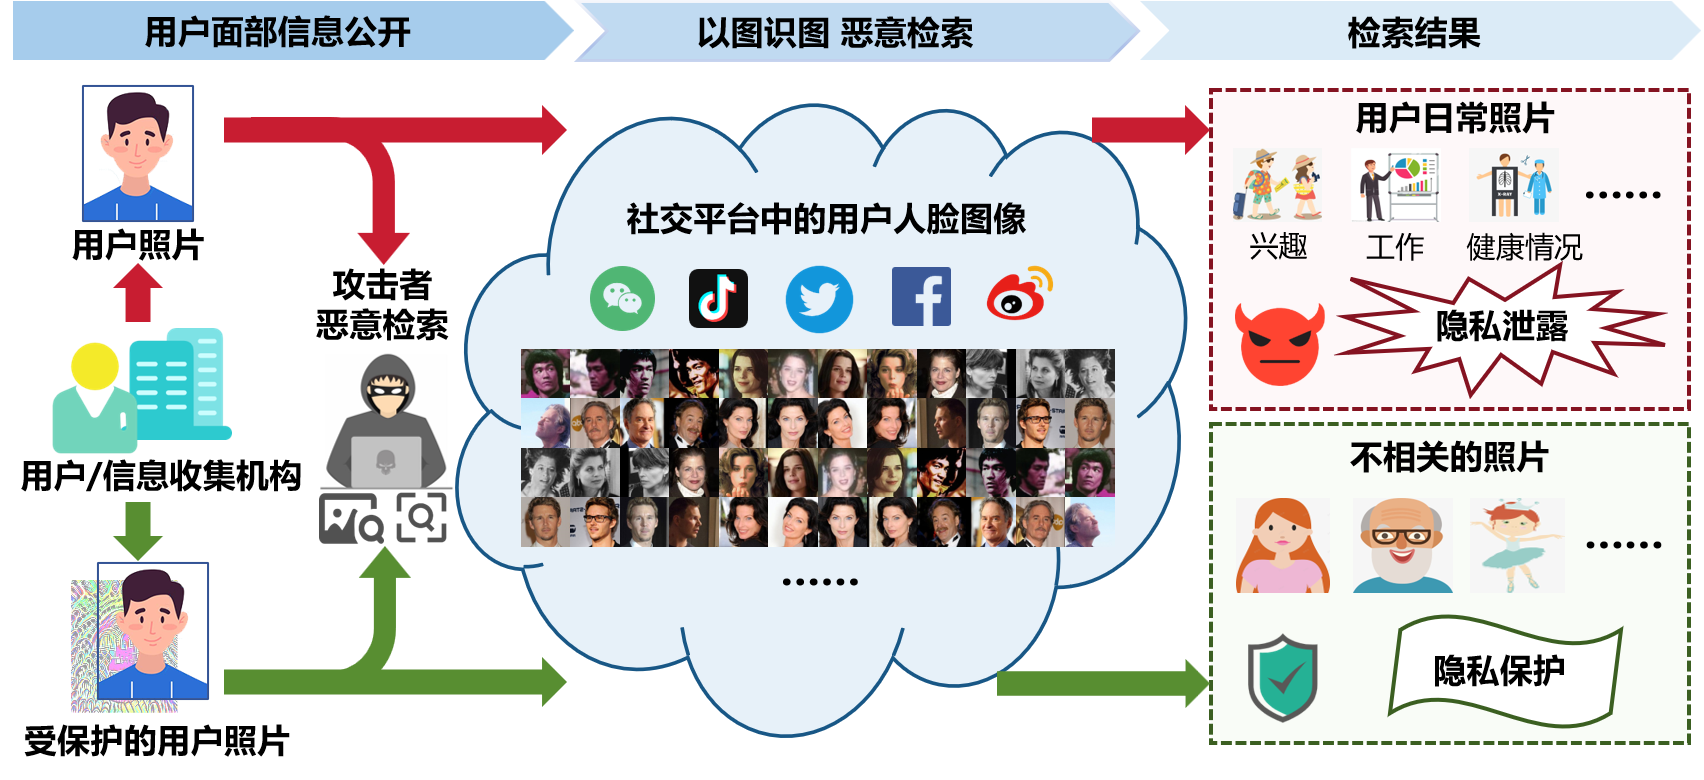 用户面部信息公开
以图识图 恶意检索
检索结果
用户照片
用户/信息收集机构
受保护的用户照片
攻击者
恶意检索
社交平台中的用户人脸图像
......
用户日常照片
X-RAY
......
兴趣
工作
健康情况
隐私泄露
不相关的照片
......
隐私保护